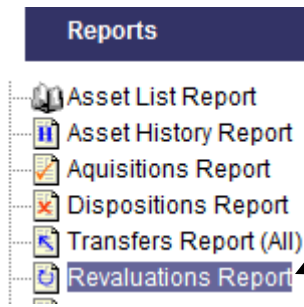 Reports
Asset List Report
Asset History Report
Aquisitions Report
Dispositions Report
Transfers Report (All)
Revaluations Report